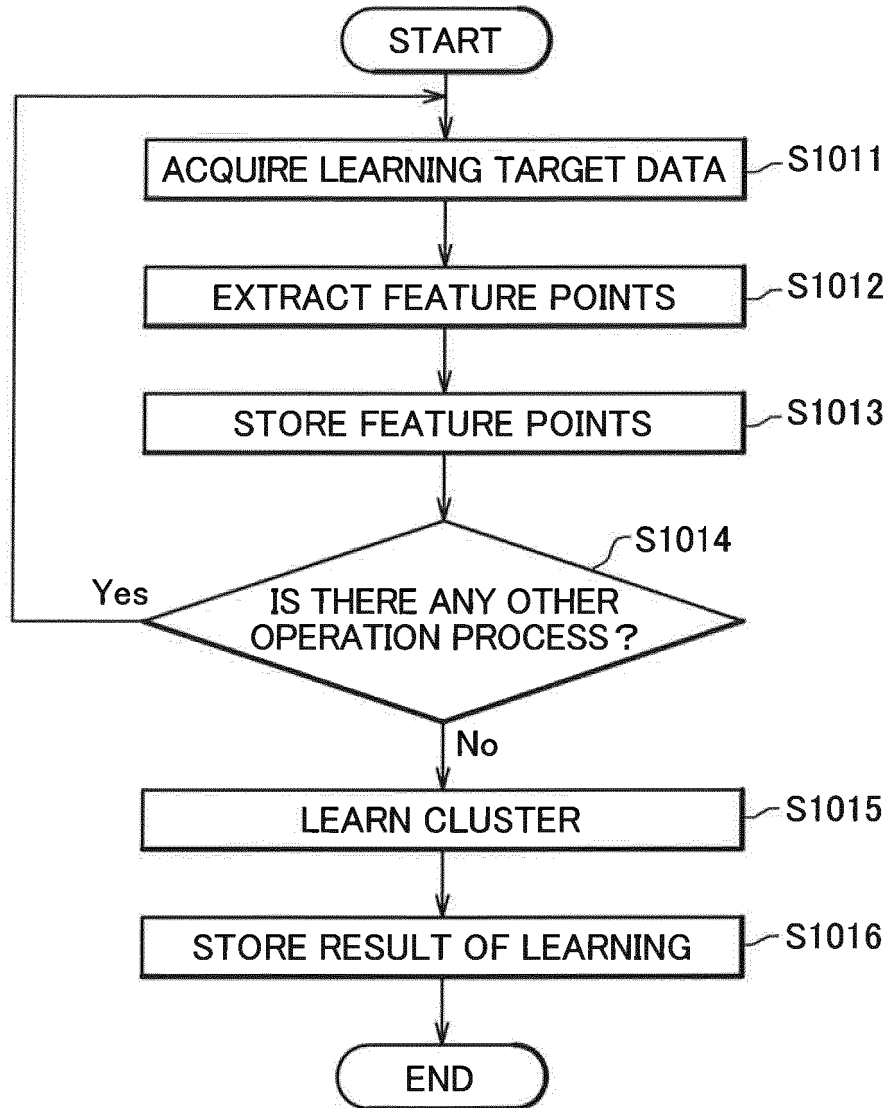 START
ACQUIRE LEARNING TARGET DATA
S1011
EXTRACT FEATURE POINTS
S1012
STORE FEATURE POINTS
S1013
S1014
Yes
IS THERE ANY OTHER
OPERATION PROCESS?
No
LEARN CLUSTER
S1015
STORE RESULT OF LEARNING
S1016
END